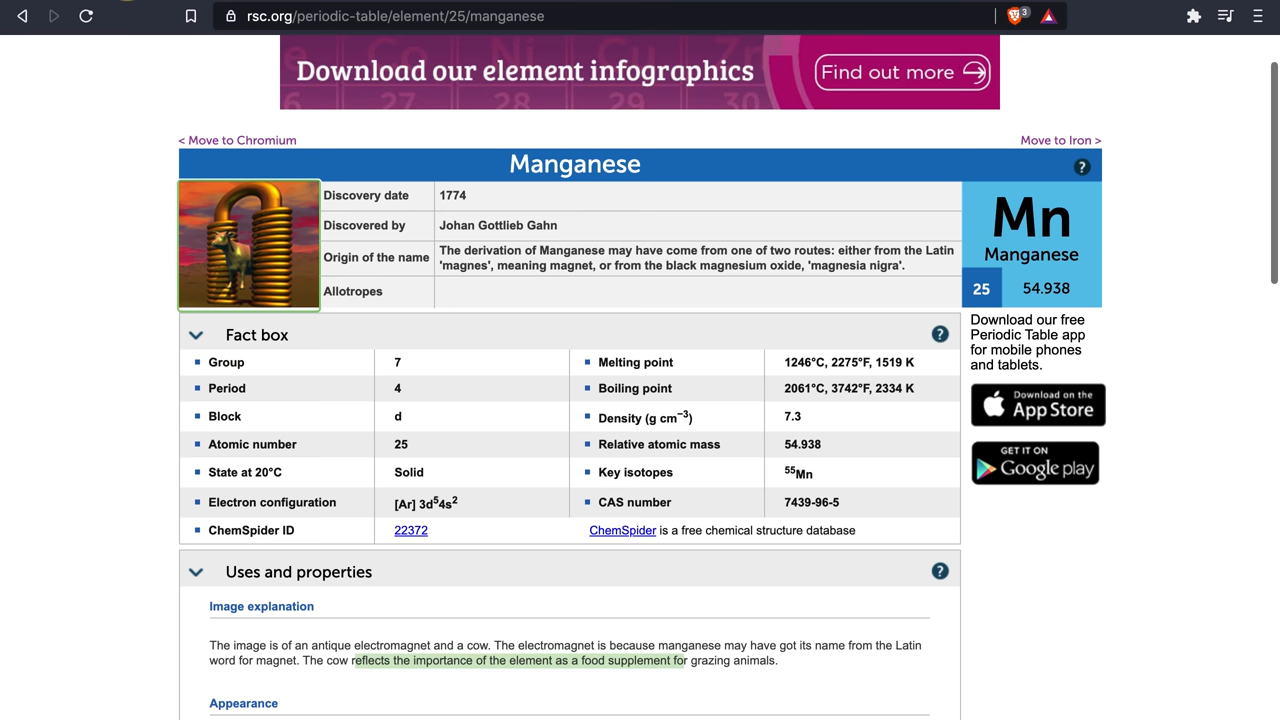 rsc.org/periodic-table/element/25/manganese
3
Download our element infographics
Find out more
27 28 29 30
< Move to Chromium
Move to Iron >
Manganese
?
Discovery date 1774
Discovered by Johan Gottlieb Gahn
Origin of the name
The derivation of Manganese may have come from one of two routes: either from the Latin
'magnes', meaning magnet, or from the black magnesium oxide, 'magnesia nigra'.
Allotropes
Mn
Manganese
25 54.938
Download our free
Periodic Table app
for mobile phones
and tablets.
Download on the
App Store
GET IT ON
Google play
Fact box ?
Group 7 Melting point 1246°C, 2275°F, 1519 K
Period 4 Boiling point 2061°C, 3742°F, 2334 K
Block d Density (g cm⁻³) 7.3
Atomic number 25 Relative atomic mass 54.938
State at 20°C Solid Key isotopes ⁵⁵Mn
Electron configuration [Ar] 3d⁵4s² CAS number 7439-96-5
ChemSpider ID 22372 ChemSpider is a free chemical structure database
Uses and properties ?
Image explanation
The image is of an antique electromagnet and a cow. The electromagnet is because manganese may have got its name from the Latin
word for magnet. The cow reflects the importance of the element as a food supplement for grazing animals.
Appearance